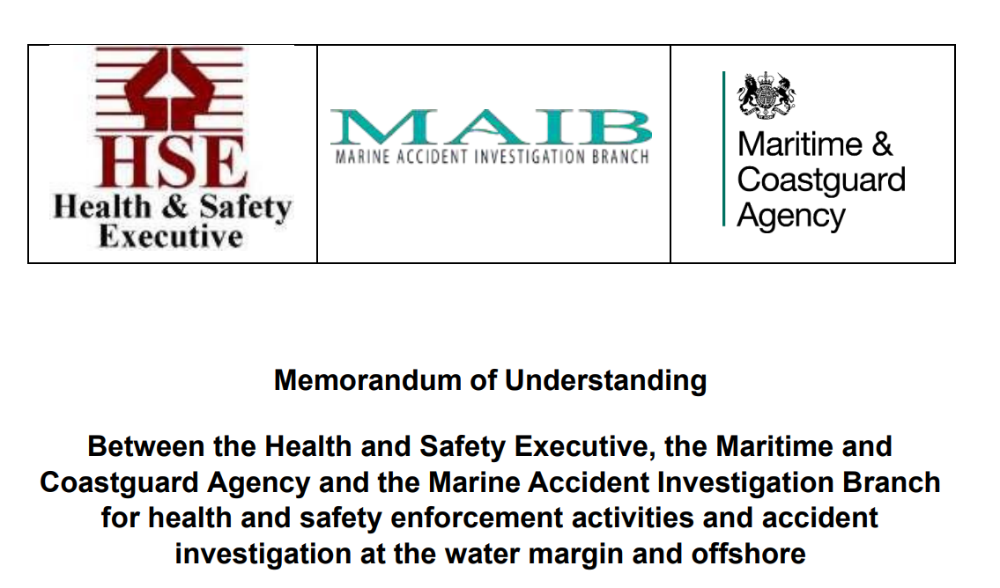 HSE
Health & Safety
Executive
MAIB
MARINE ACCIDENT INVESTIGATION BRANCH
Maritime &
Coastguard
Agency
Memorandum of Understanding
Between the Health and Safety Executive, the Maritime and
Coastguard Agency and the Marine Accident Investigation Branch
for health and safety enforcement activities and accident
investigation at the water margin and offshore